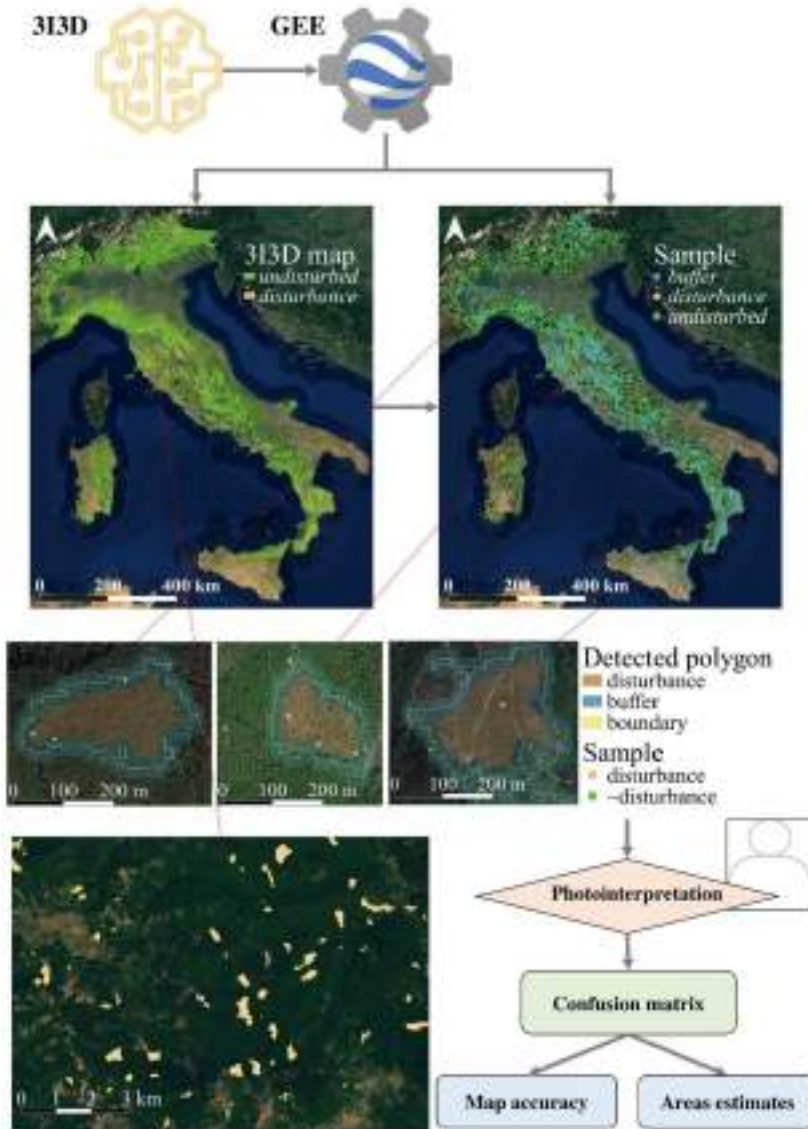 3I3D
GEE
3I3D map
undisturbed
disturbance
0 200 400 km
Sample
buffer
disturbance
undisturbed
0 200 400 km
0 100 200 m
0 100 200 m
0 100 200 m
Detected polygon
disturbance
buffer
boundary
Sample
disturbance
¬disturbance
Photointerpretation
Confusion matrix
Map accuracy
Areas estimates
0 1 2 3 km